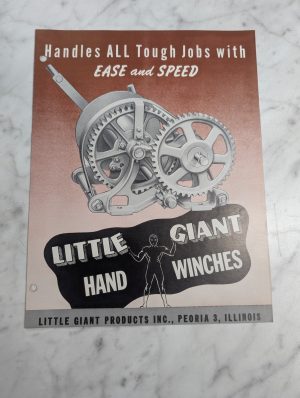 Handles ALL Tough Jobs with
EASE and SPEED
LITTLE GIANT
HAND WINCHES
LITTLE GIANT PRODUCTS INC., PEORIA 3, ILLINOIS